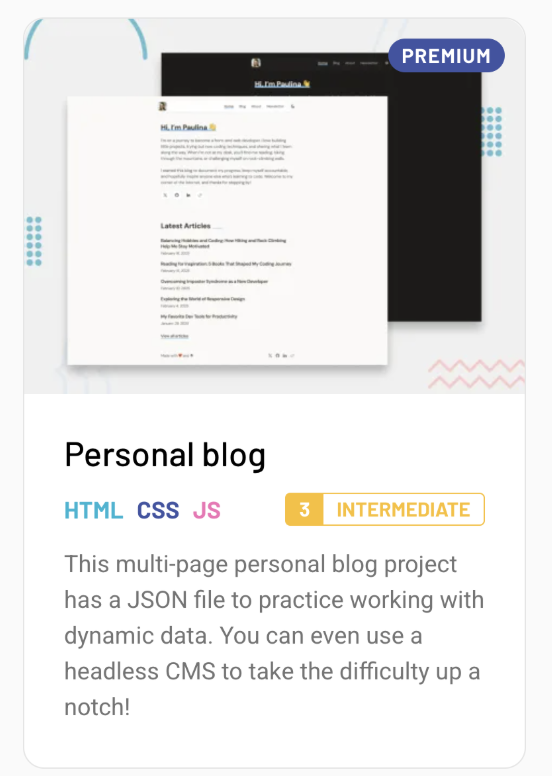 PREMIUM
Hi, I'm Paulina 👋
Home Blog About Newsletter
Hi, I'm Paulina 👋
Latest Articles
Balancing Hobbies and Coding: How Hiking and Rock Climbing
Help Me Stay Motivated
Reading for Inspiration: 5 Books That Shaped My Coding Journey
Overcoming Impostor Syndrome as a New Developer
Exploring the World of Responsive Design
My Favorite Dev Tools for Productivity
View all articles
Personal blog
HTML CSS JS
3 INTERMEDIATE
This multi-page personal blog project
has a JSON file to practice working with
dynamic data. You can even use a
headless CMS to take the difficulty up a
notch!